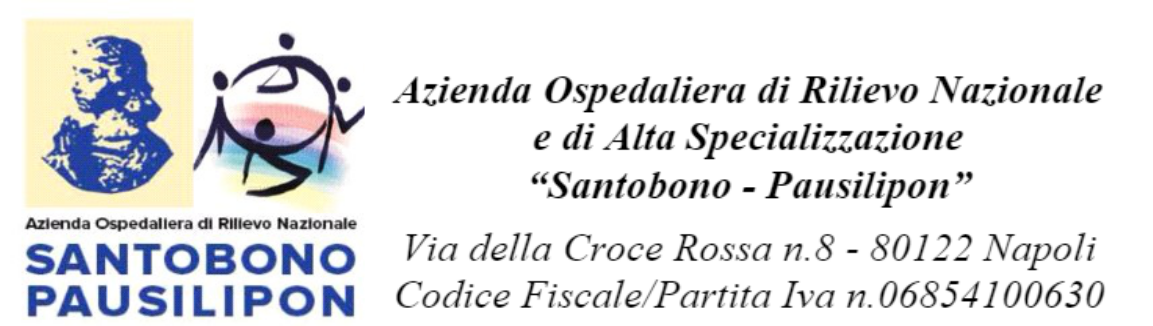 Azienda Ospedaliera di Rilievo Nazionale
SANTOBONO
PAUSILIPON
Azienda Ospedaliera di Rilievo Nazionale
e di Alta Specializzazione
“Santobono - Pausilipon”
Via della Croce Rossa n.8 - 80122 Napoli
Codice Fiscale/Partita Iva n.06854100630